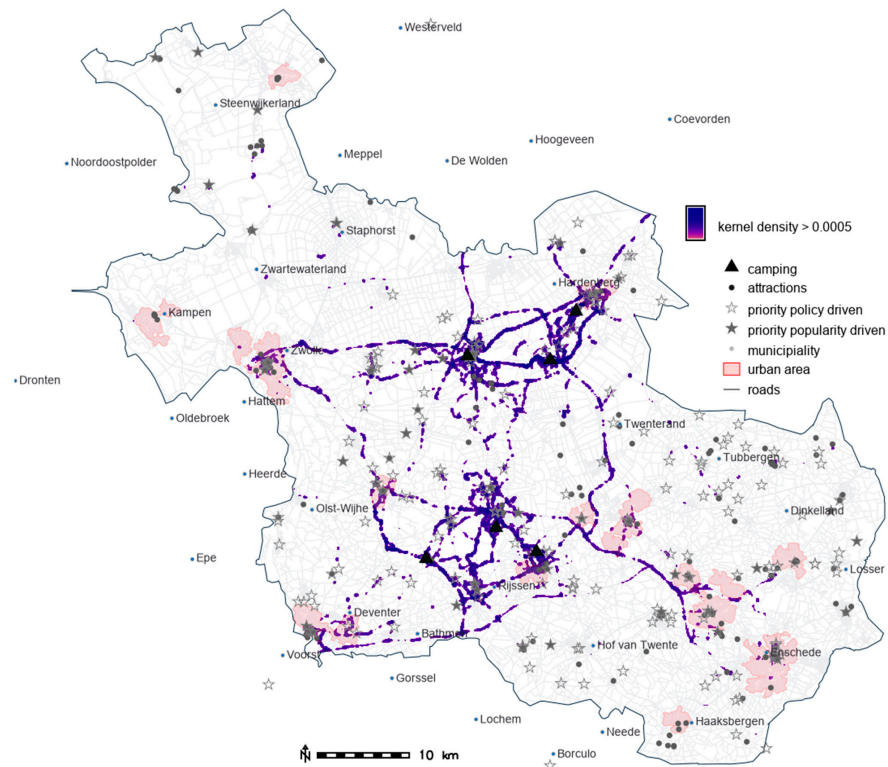 Westerveld
Coevorden
Steenwijkerland
Hoogeveen
Meppel
De Wolden
Noordoostpolder
kernel density > 0.0005
Staphorst
camping
Zwartewaterland
attractions
Hardenberg
priority policy driven
Kampen
priority popularity driven
municipiality
Zwolle
urban area
Dronten
roads
Hattem
Oldebroek
Twenterand
Tubbergen
Heerde
Olst-Wijhe
Dinkelland
Epe
Losser
Rijssen
Deventer
Bathmen
Hof van Twente
Voorst
Enschede
Gorssel
Lochem
Haaksbergen
Neede
N
10 km
Borculo